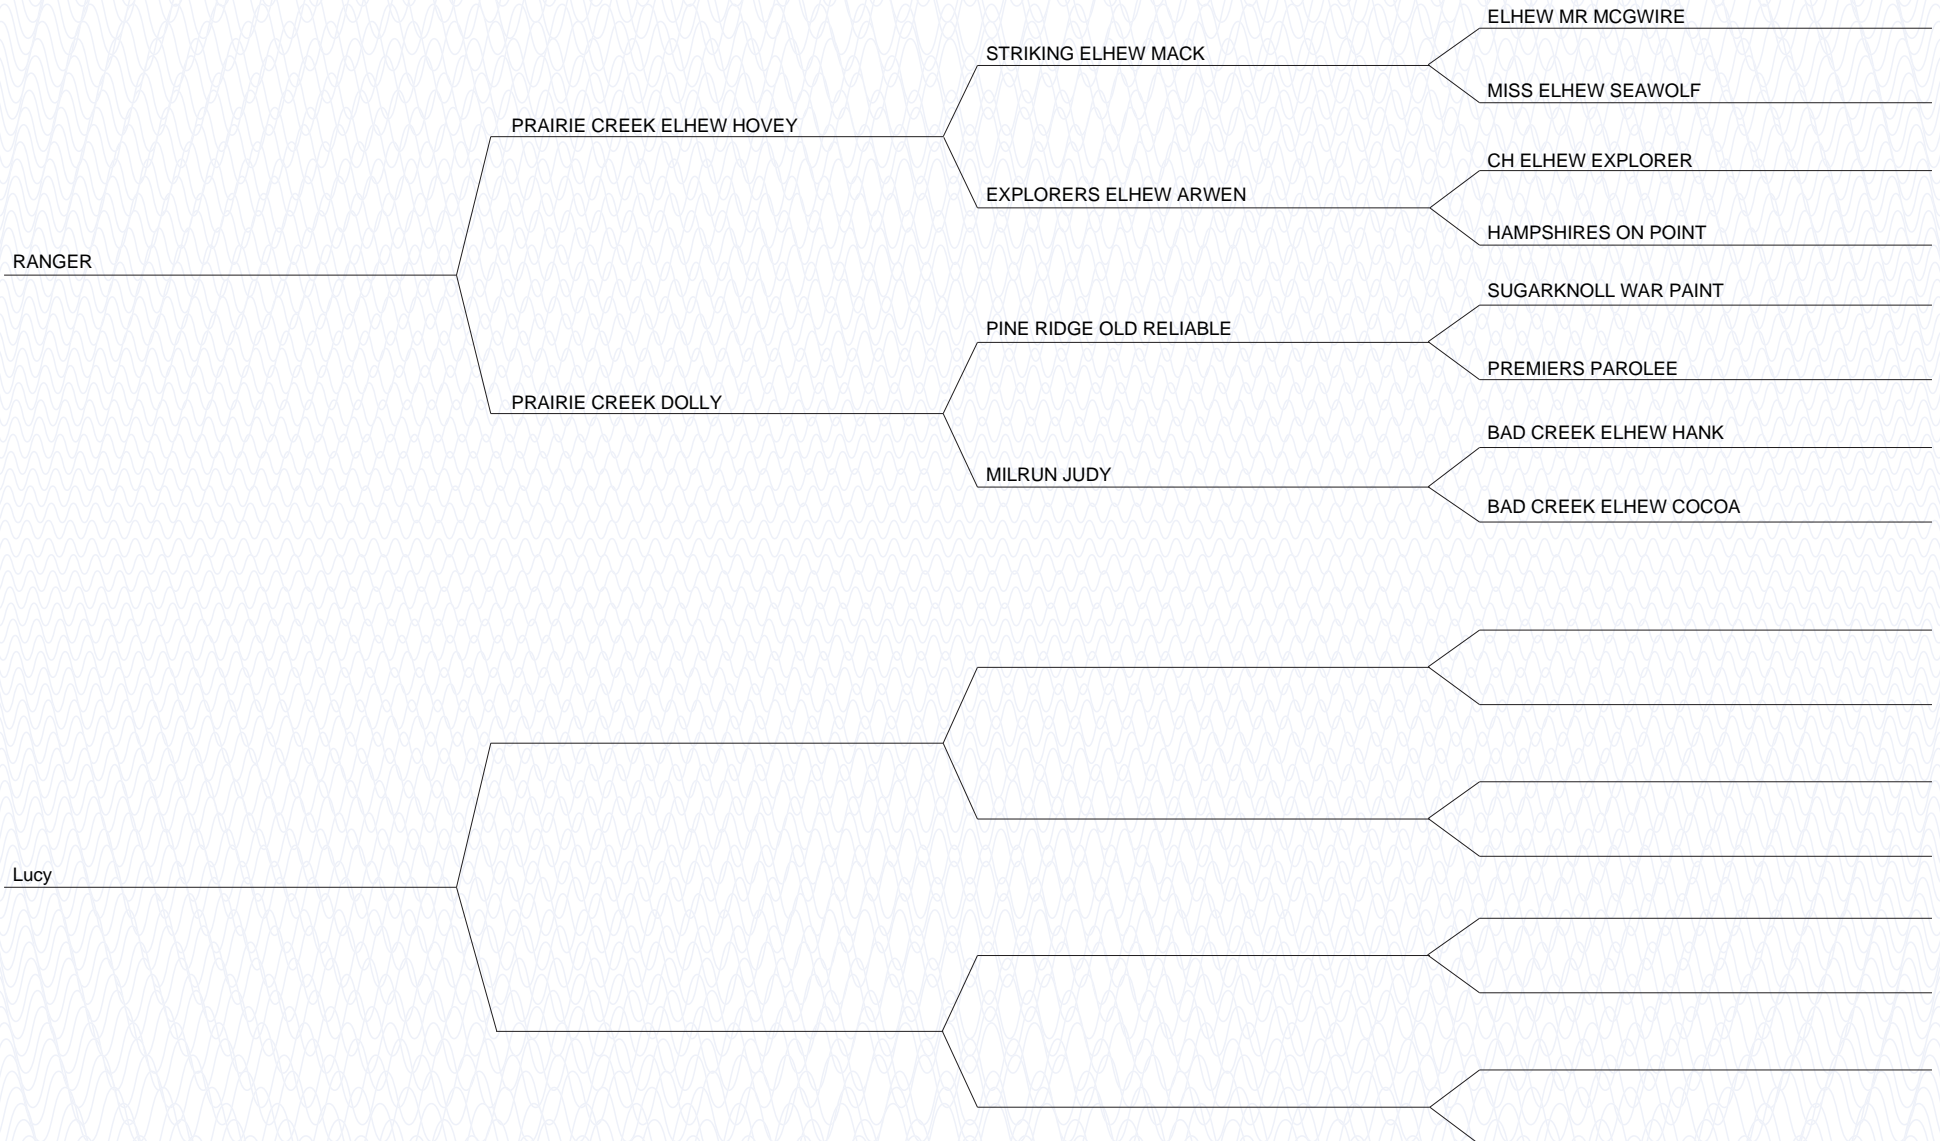 ELHEW MR MCGWIRE
STRIKING ELHEW MACK
MISS ELHEW SEAWOLF
PRAIRIE CREEK ELHEW HOVEY
CH ELHEW EXPLORER
EXPLORERS ELHEW ARWEN
HAMPSHIRES ON POINT
RANGER
SUGARKNOLL WAR PAINT
PINE RIDGE OLD RELIABLE
PREMIERS PAROLEE
PRAIRIE CREEK DOLLY
BAD CREEK ELHEW HANK
MILRUN JUDY
BAD CREEK ELHEW COCOA
Lucy